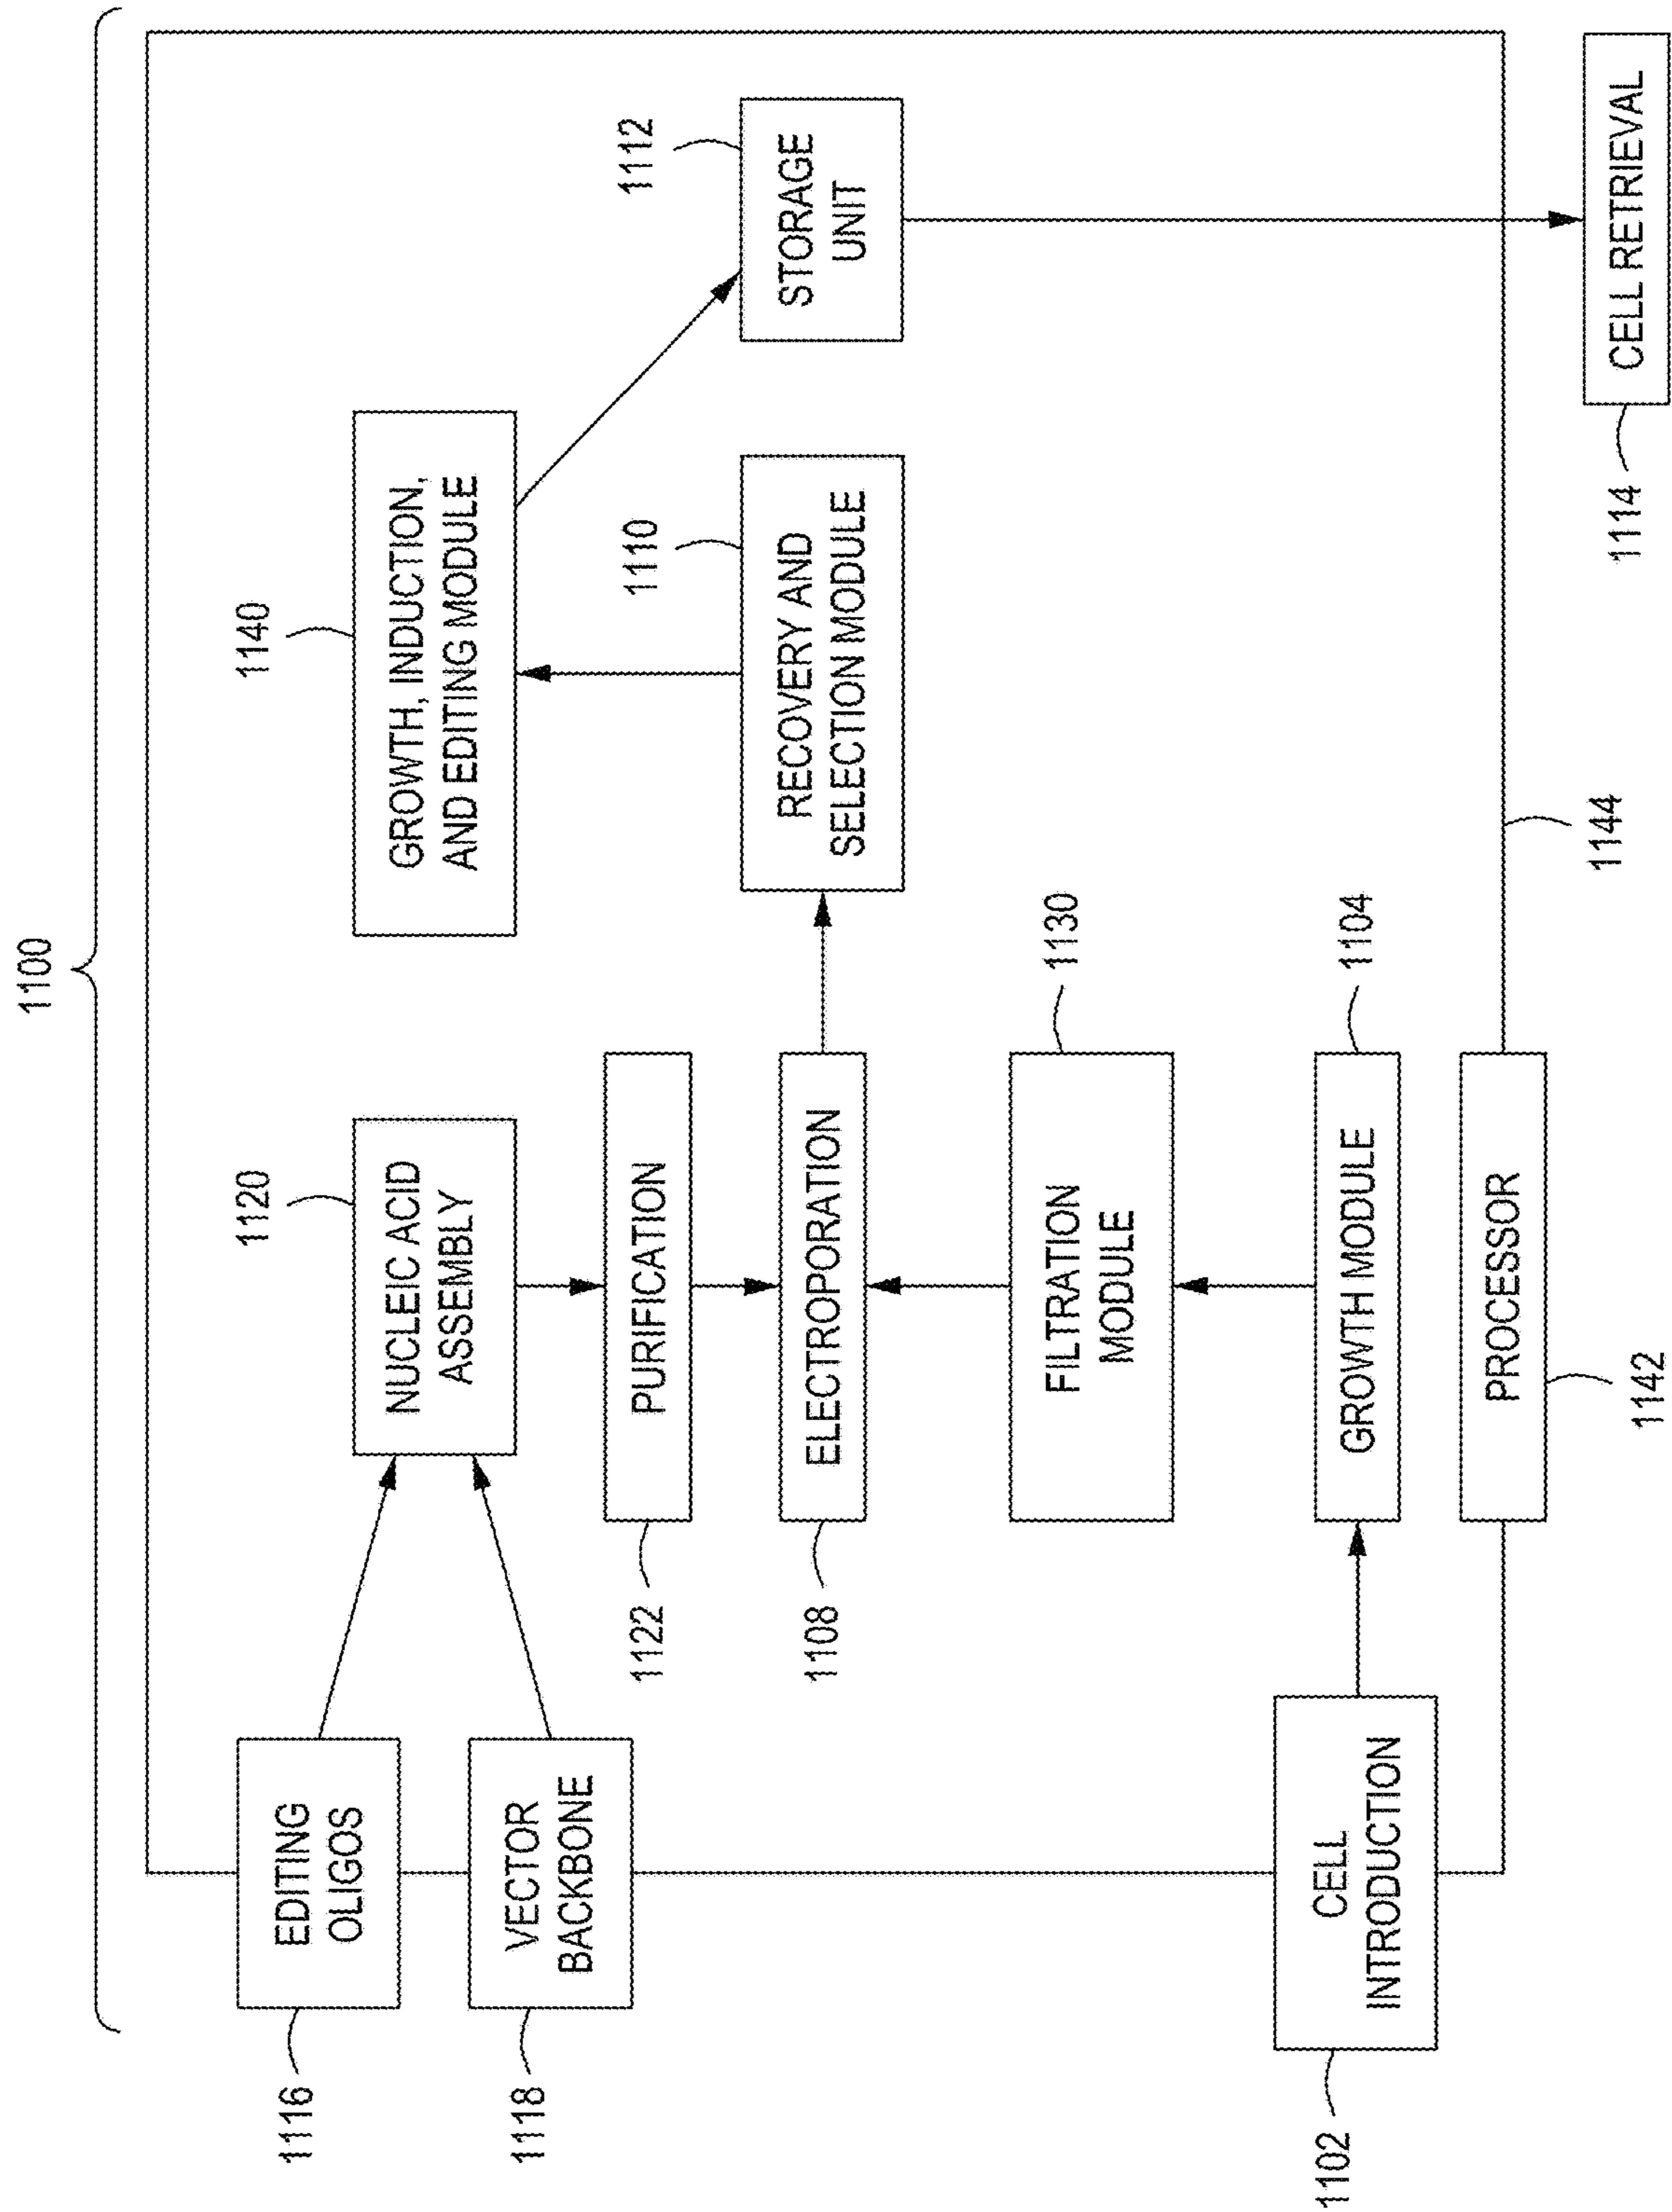 1100
1116
EDITING
OLIGOS
1118
VECTOR
BACKBONE
1120
NUCLEIC ACID
ASSEMBLY
1122
PURIFICATION
1108
ELECTROPORATION
1130
FILTRATION
MODULE
1104
GROWTH MODULE
1102
CELL
INTRODUCTION
1142
PROCESSOR
1144
1140
GROWTH, INDUCTION,
AND EDITING MODULE
1110
RECOVERY AND
SELECTION MODULE
1112
STORAGE
UNIT
1114
CELL RETRIEVAL